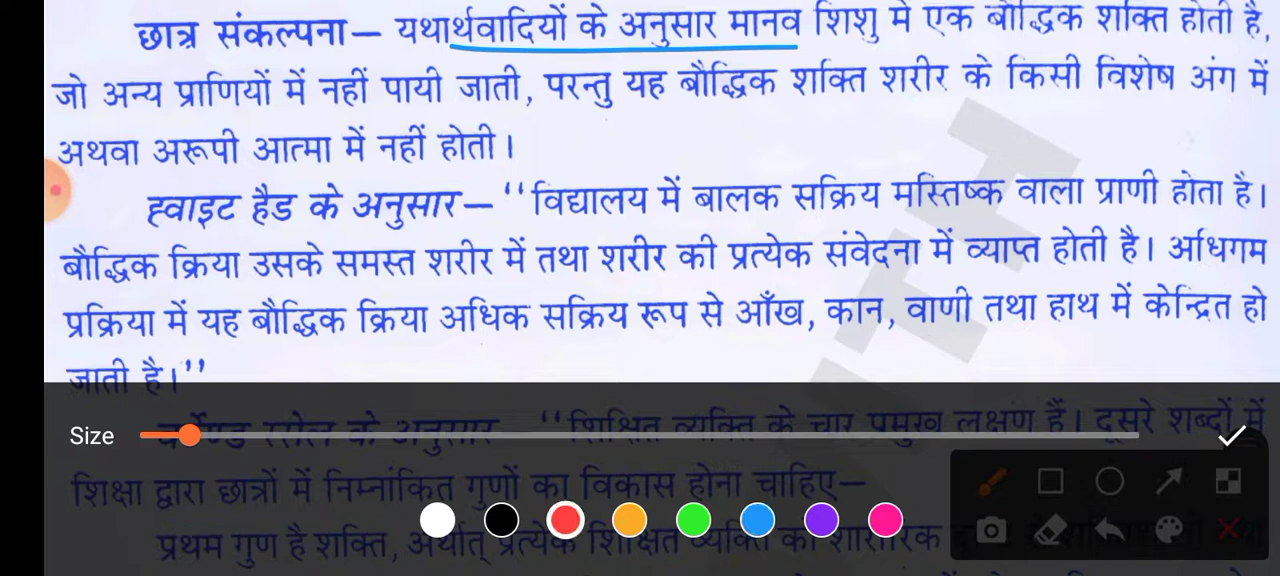 छात्र संकल्पना— यथार्थवादियों के अनुसार मानव शिशु में एक बौद्धिक शक्ति होती है,
जो अन्य प्राणियों में नहीं पायी जाती, परन्तु यह बौद्धिक शक्ति शरीर के किसी विशेष अंग में
अथवा अरूपी आत्मा में नहीं होती।
ह्वाइट हैड के अनुसार— ‘‘विद्यालय में बालक सक्रिय मस्तिष्क वाला प्राणी होता है।
बौद्धिक क्रिया उसके समस्त शरीर में तथा शरीर की प्रत्येक संवेदना में व्याप्त होती है। अधिगम
प्रक्रिया में यह बौद्धिक क्रिया अधिक सक्रिय रूप से आँख, कान, वाणी तथा हाथ में केन्द्रित हो
जाती है।’’
के अनुसार ‘‘शिक्षित व्यक्ति के चार प्रमुख लक्षण हैं। दूसरे शब्दों में
Size
शिक्षा द्वारा छात्रों में निम्नांकित गुणों का विकास होना चाहिए—
प्रथम गुण है शक्ति, अर्थात् प्रत्येक शिक्षित व्यक्ति का शारीरिक